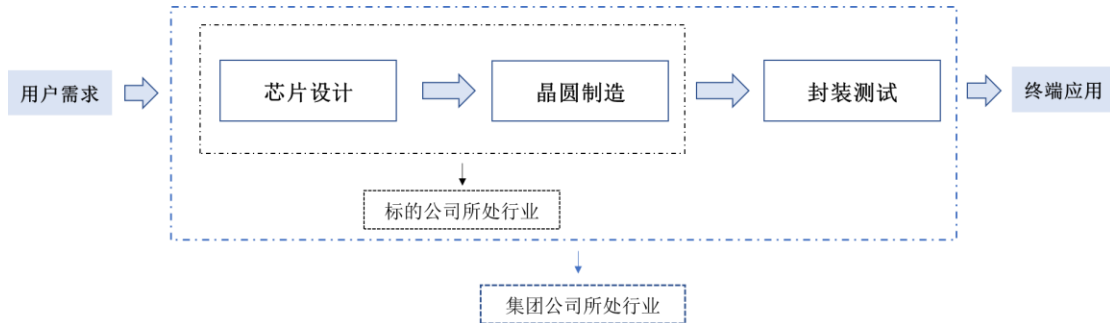 用户需求
芯片设计
晶圆制造
封装测试
终端应用
标的公司所处行业
集团公司所处行业